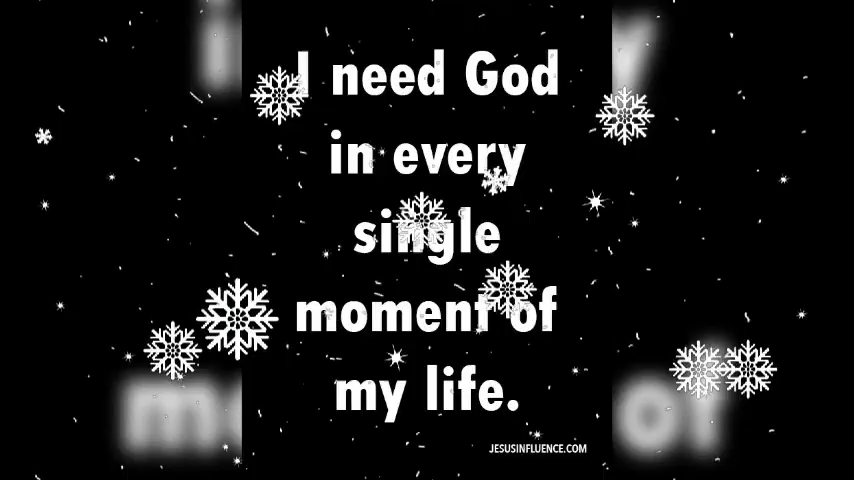 I need God
in every
single
moment of
my life.
JESUSINFLUENCE.COM